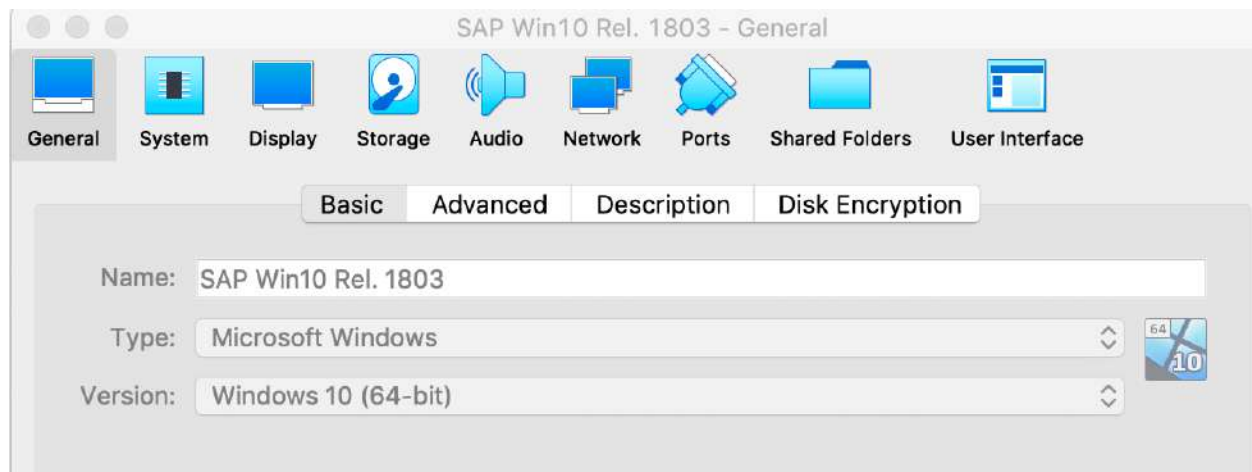 SAP Win10 Rel. 1803 - General
General System Display Storage Audio Network Ports Shared Folders User Interface
Basic Advanced Description Disk Encryption
Name: SAP Win10 Rel. 1803
Type: Microsoft Windows
64
10
Version: Windows 10 (64-bit)